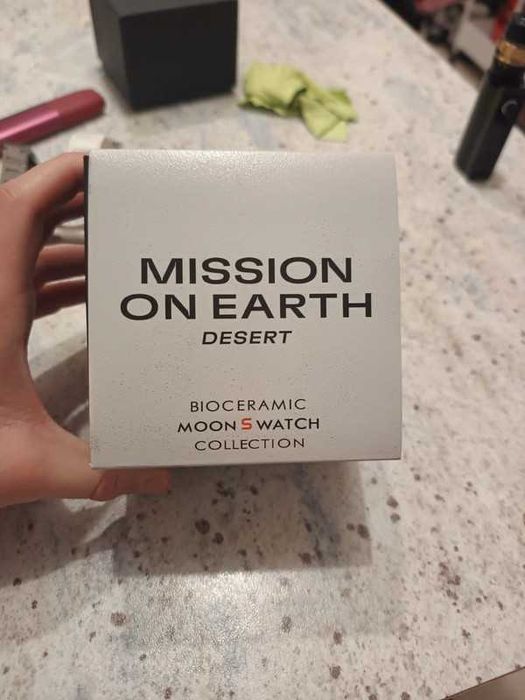 MISSION
ON EARTH
DESERT
BIOCERAMIC
MOONSWATCH
COLLECTION